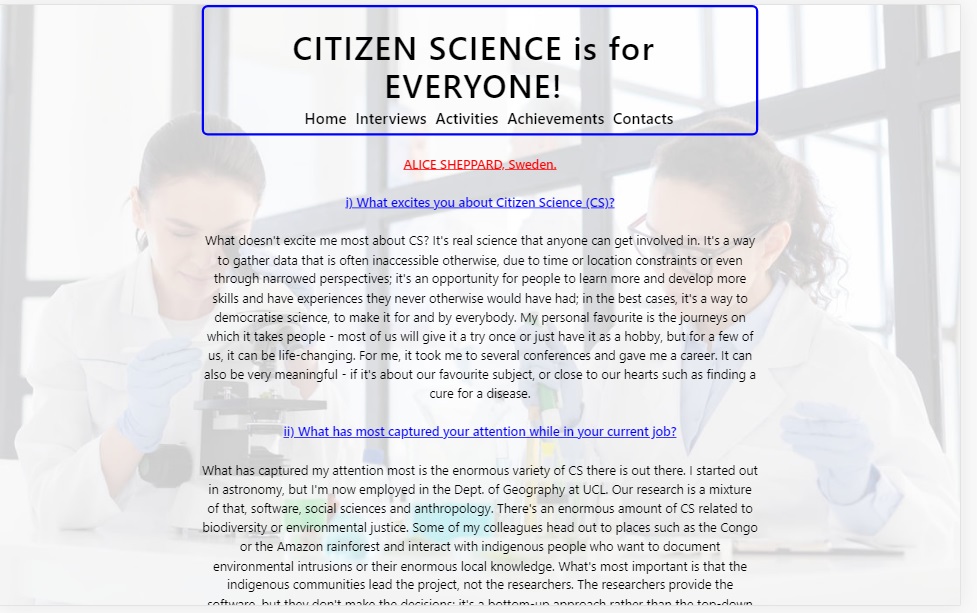 CITIZEN SCIENCE is for
EVERYONE!
Home Interviews Activities Achievements Contacts
ALICE SHEPPARD, Sweden.
i) What excites you about Citizen Science (CS)?
What doesn't excite me most about CS? It's real science that anyone can get involved in. It's a way
to gather data that is often inaccessible otherwise, due to time or location constraints or even
through narrowed perspectives; it's an opportunity for people to learn more and develop more
skills and have experiences they never otherwise would have had; in the best cases, it's a way to
democratise science, to make it for and by everybody. My personal favourite is the journeys on
which it takes people - most of us will give it a try once or just have it as a hobby, but for a few of
us, it can be life-changing. For me, it took me to several conferences and gave me a career. It can
also be very meaningful - if it's about our favourite subject, or close to our hearts such as finding a
cure for a disease.
ii) What has most captured your attention while in your current job?
What has captured my attention most is the enormous variety of CS there is out there. I started out
in astronomy, but I'm now employed in the Dept. of Geography at UCL. Our research is a mixture
of that, software, social sciences and anthropology. There's an enormous amount of CS related to
biodiversity or environmental justice. Some of my colleagues head out to places such as the Congo
or the Amazon rainforest and interact with indigenous people who want to document
environmental intrusions or their enormous local knowledge. What's most important is that the
indigenous communities lead the project, not the researchers. The researchers provide the
software, but they don't make the decisions; it's a bottom-up approach rather than the top-down